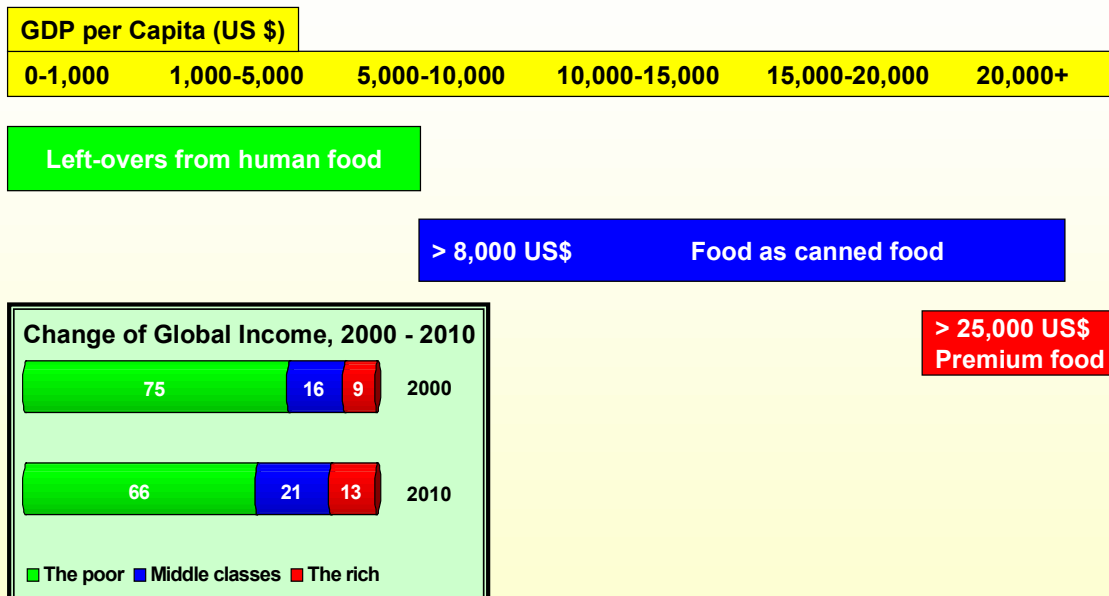 GDP per Capita (US $)
0-1,000 1,000-5,000 5,000-10,000 10,000-15,000 15,000-20,000 20,000+
Left-overs from human food
> 8,000 US$ Food as canned food
> 25,000 US$
Premium food
Change of Global Income, 2000 - 2010
75 16 9 2000
66 21 13 2010
The poor Middle classes The rich